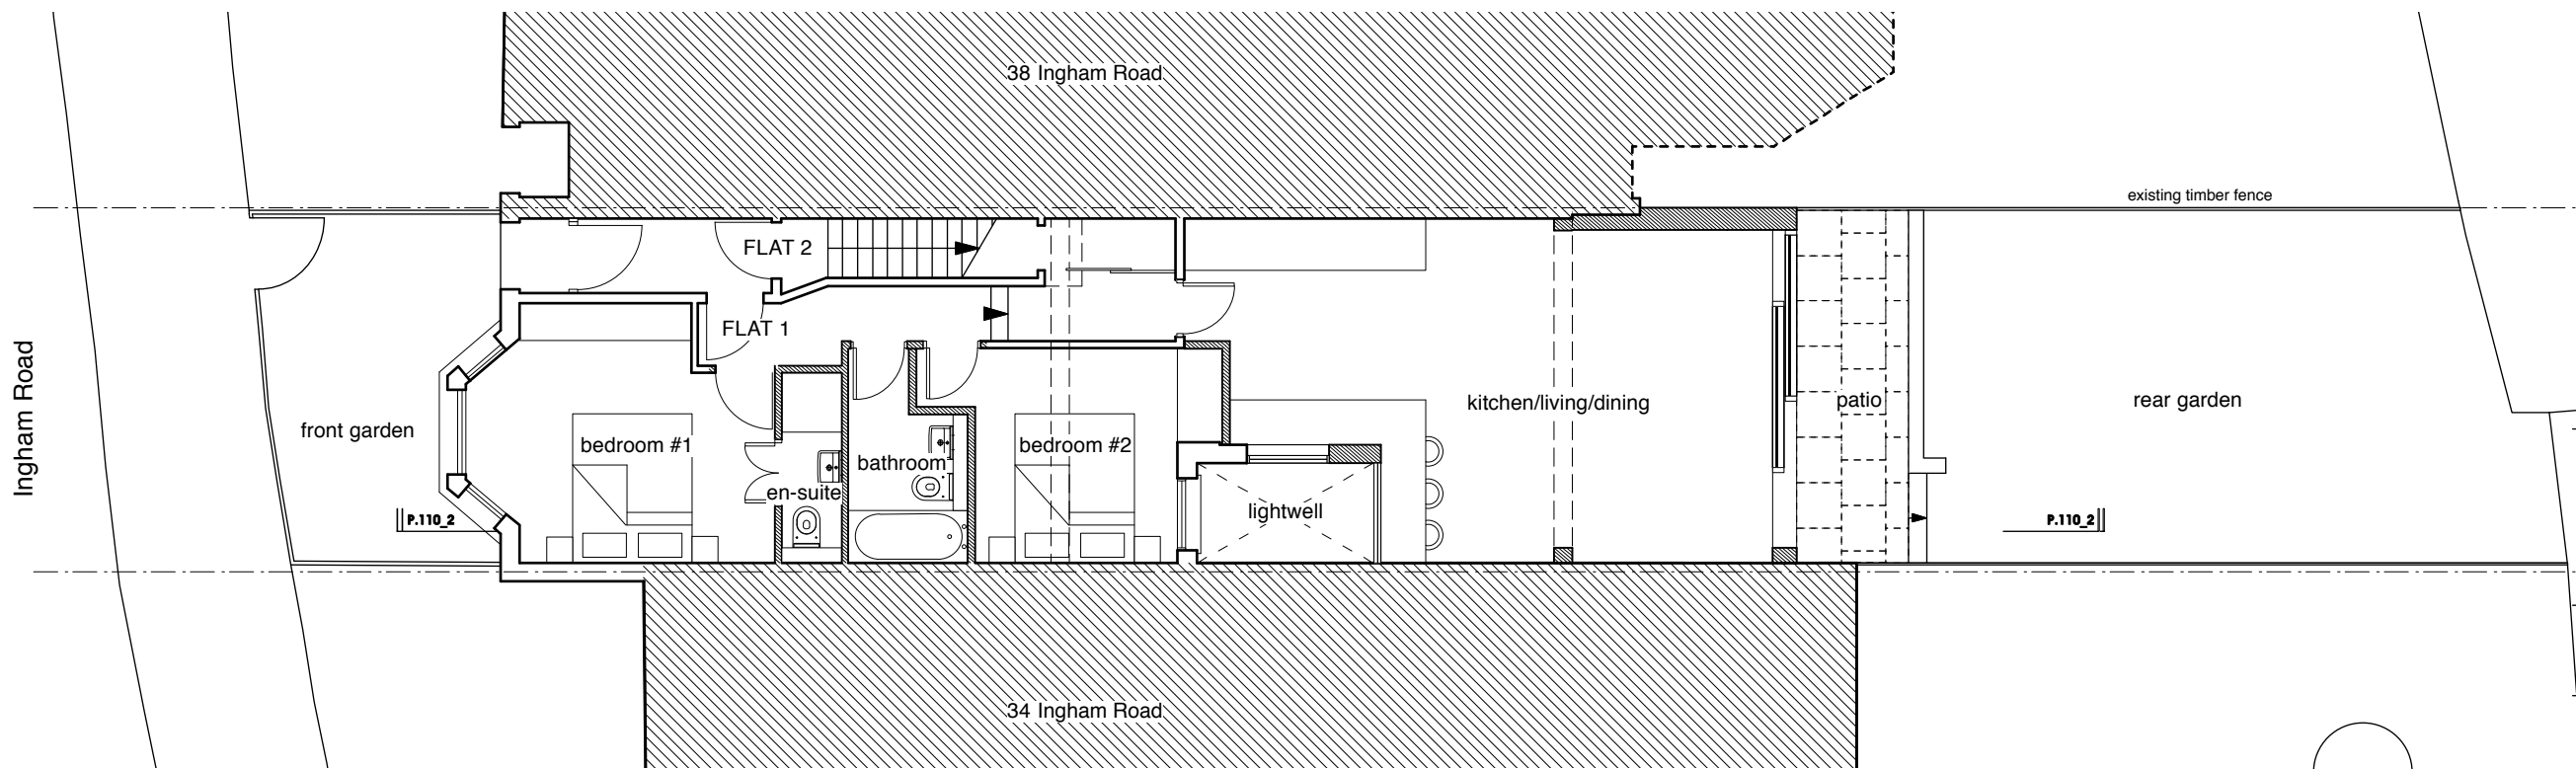 38 Ingham Road
existing timber fence
FLAT 2
FLAT 1
Ingham Road
front garden
bedroom #1
bathroom
bedroom #2
kitchen/living/dining
patio
rear garden
en-suite
lightwell
P.110_2
P.110_2
34 Ingham Road